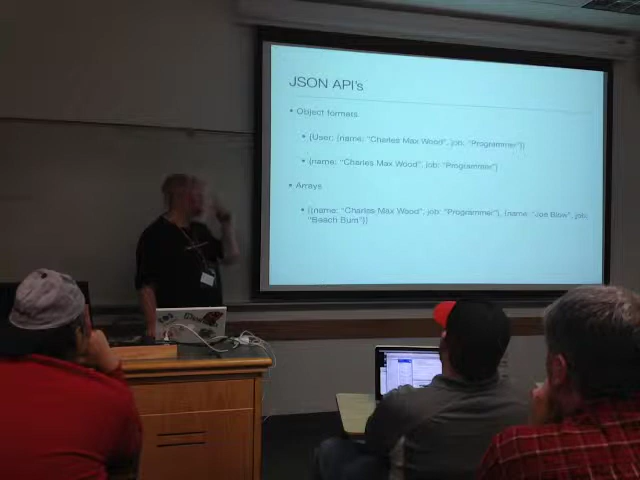 JSON API's
• Object formats
• {User: {name: "Charles Max Wood", job: "Programmer"}}
• {name: "Charles Max Wood", job: "Programmer"}
• Arrays
• [{name: "Charles Max Wood", job: "Programmer"}, {name: "Joe Blow", job:
"Beach Bum"}]